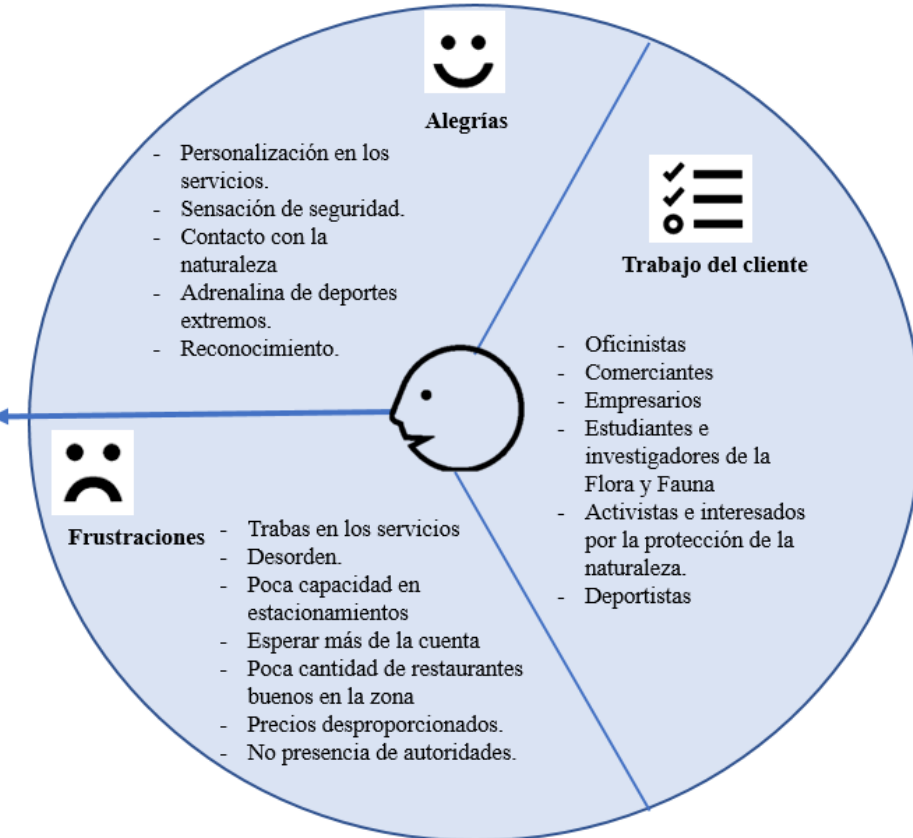 Alegrías
- Personalización en los
servicios.
- Sensación de seguridad.
- Contacto con la
naturaleza
- Adrenalina de deportes
extremos.
- Reconocimiento.
Trabajo del cliente
- Oficinistas
- Comerciantes
- Empresarios
- Estudiantes e
investigadores de la
Flora y Fauna
- Activistas e interesados
por la protección de la
naturaleza.
- Deportistas
Frustraciones
- Trabas en los servicios
- Desorden.
- Poca capacidad en
estacionamientos
- Esperar más de la cuenta
- Poca cantidad de restaurantes
buenos en la zona
- Precios desproporcionados.
- No presencia de autoridades.